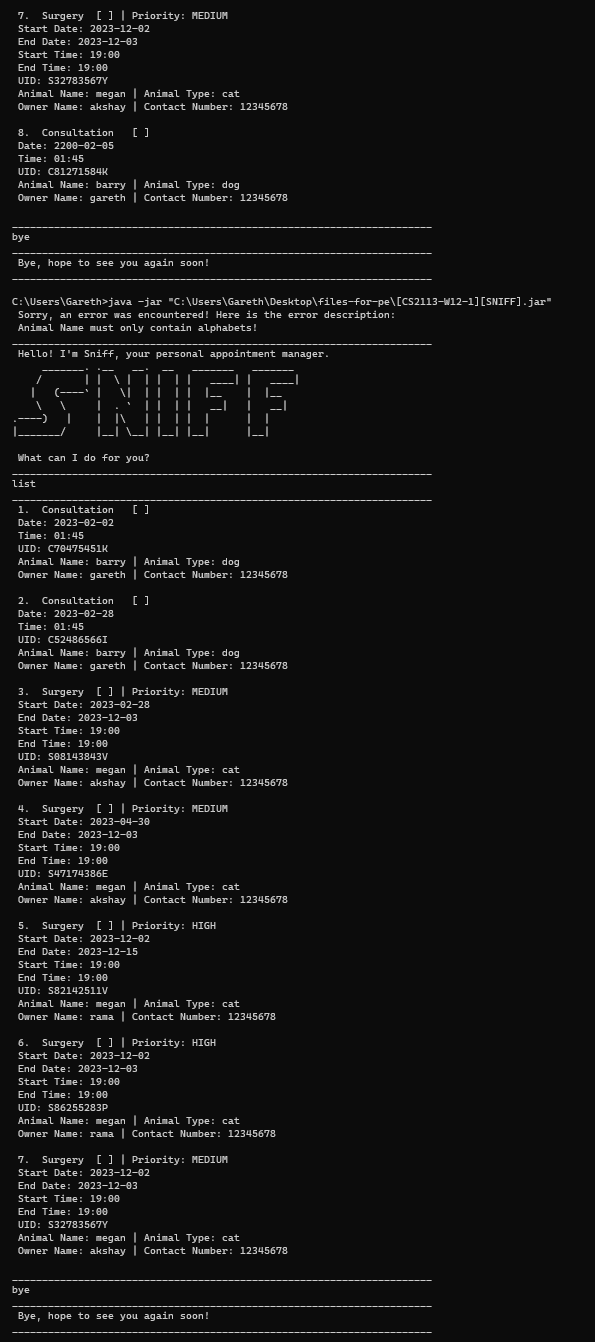 7.  Surgery  [ ] | Priority: MEDIUM
Start Date: 2023-12-02
End Date: 2023-12-03
Start Time: 19:00
End Time: 19:00
UID: S32783567Y
Animal Name: megan | Animal Type: cat
Owner Name: akshay | Contact Number: 12345678
8.  Consultation   [ ]
Date: 2200-02-05
Time: 01:45
UID: C81271584K
Animal Name: barry | Animal Type: dog
Owner Name: gareth | Contact Number: 12345678
bye
Bye, hope to see you again soon!
C:\Users\Gareth>java -jar "C:\Users\Gareth\Desktop\files-for-pe\[CS2113-W12-1][SNIFF].jar"
Sorry, an error was encountered! Here is the error description:
Animal Name must only contain alphabets!
Hello! I'm Sniff, your personal appointment manager.
SNIFF
What can I do for you?
list
1.  Consultation   [ ]
Date: 2023-02-02
Time: 01:45
UID: C70475451K
Animal Name: barry | Animal Type: dog
Owner Name: gareth | Contact Number: 12345678
2.  Consultation   [ ]
Date: 2023-02-28
Time: 01:45
UID: C52486566I
Animal Name: barry | Animal Type: dog
Owner Name: gareth | Contact Number: 12345678
3.  Surgery  [ ] | Priority: MEDIUM
Start Date: 2023-02-28
End Date: 2023-12-03
Start Time: 19:00
End Time: 19:00
UID: S08143843V
Animal Name: megan | Animal Type: cat
Owner Name: akshay | Contact Number: 12345678
4.  Surgery  [ ] | Priority: MEDIUM
Start Date: 2023-04-30
End Date: 2023-12-03
Start Time: 19:00
End Time: 19:00
UID: S47174386E
Animal Name: megan | Animal Type: cat
Owner Name: akshay | Contact Number: 12345678
5.  Surgery  [ ] | Priority: HIGH
Start Date: 2023-12-02
End Date: 2023-12-15
Start Time: 19:00
End Time: 19:00
UID: S82142511V
Animal Name: megan | Animal Type: cat
Owner Name: rama | Contact Number: 12345678
6.  Surgery  [ ] | Priority: HIGH
Start Date: 2023-12-02
End Date: 2023-12-03
Start Time: 19:00
End Time: 19:00
UID: S86255283P
Animal Name: megan | Animal Type: cat
Owner Name: rama | Contact Number: 12345678
7.  Surgery  [ ] | Priority: MEDIUM
Start Date: 2023-12-02
End Date: 2023-12-03
Start Time: 19:00
End Time: 19:00
UID: S32783567Y
Animal Name: megan | Animal Type: cat
Owner Name: akshay | Contact Number: 12345678
bye
Bye, hope to see you again soon!